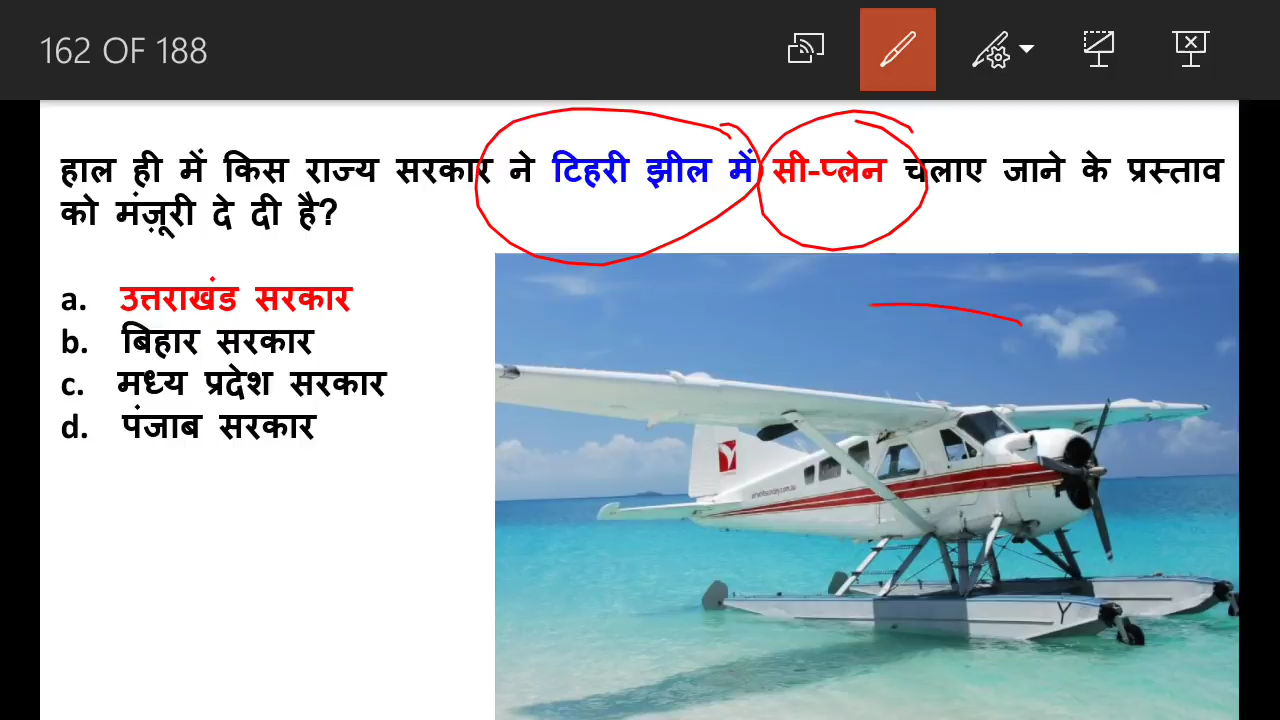 162 OF 188
हाल ही में किस राज्य सरकार ने टिहरी झील में सी-प्लेन चलाए जाने के प्रस्ताव
को मंज़ूरी दे दी है?
a. उत्तराखंड सरकार
b. बिहार सरकार
c. मध्य प्रदेश सरकार
d. पंजाब सरकार